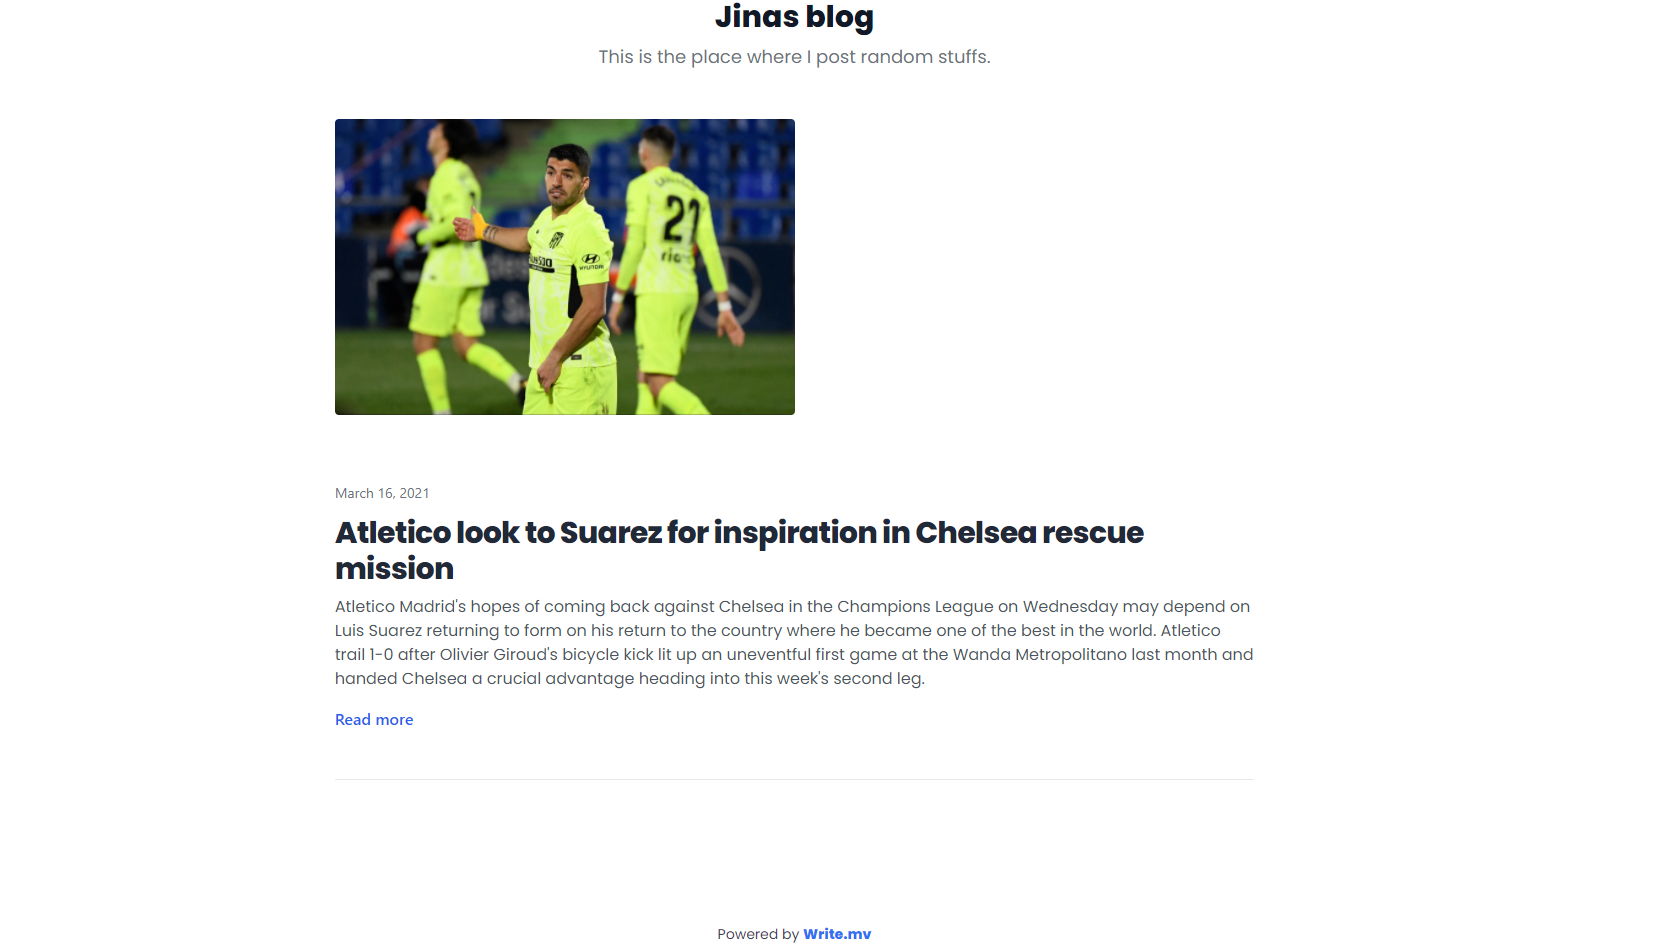 Jinas blog
This is the place where I post random stuffs.
21
HYUNDAI
March 16, 2021
Atletico look to Suarez for inspiration in Chelsea rescue
mission
Atletico Madrid's hopes of coming back against Chelsea in the Champions League on Wednesday may depend on
Luis Suarez returning to form on his return to the country where he became one of the best in the world. Atletico
trail 1-0 after Olivier Giroud's bicycle kick lit up an uneventful first game at the Wanda Metropolitano last month and
handed Chelsea a crucial advantage heading into this week's second leg.
Read more
Powered by Write.mv